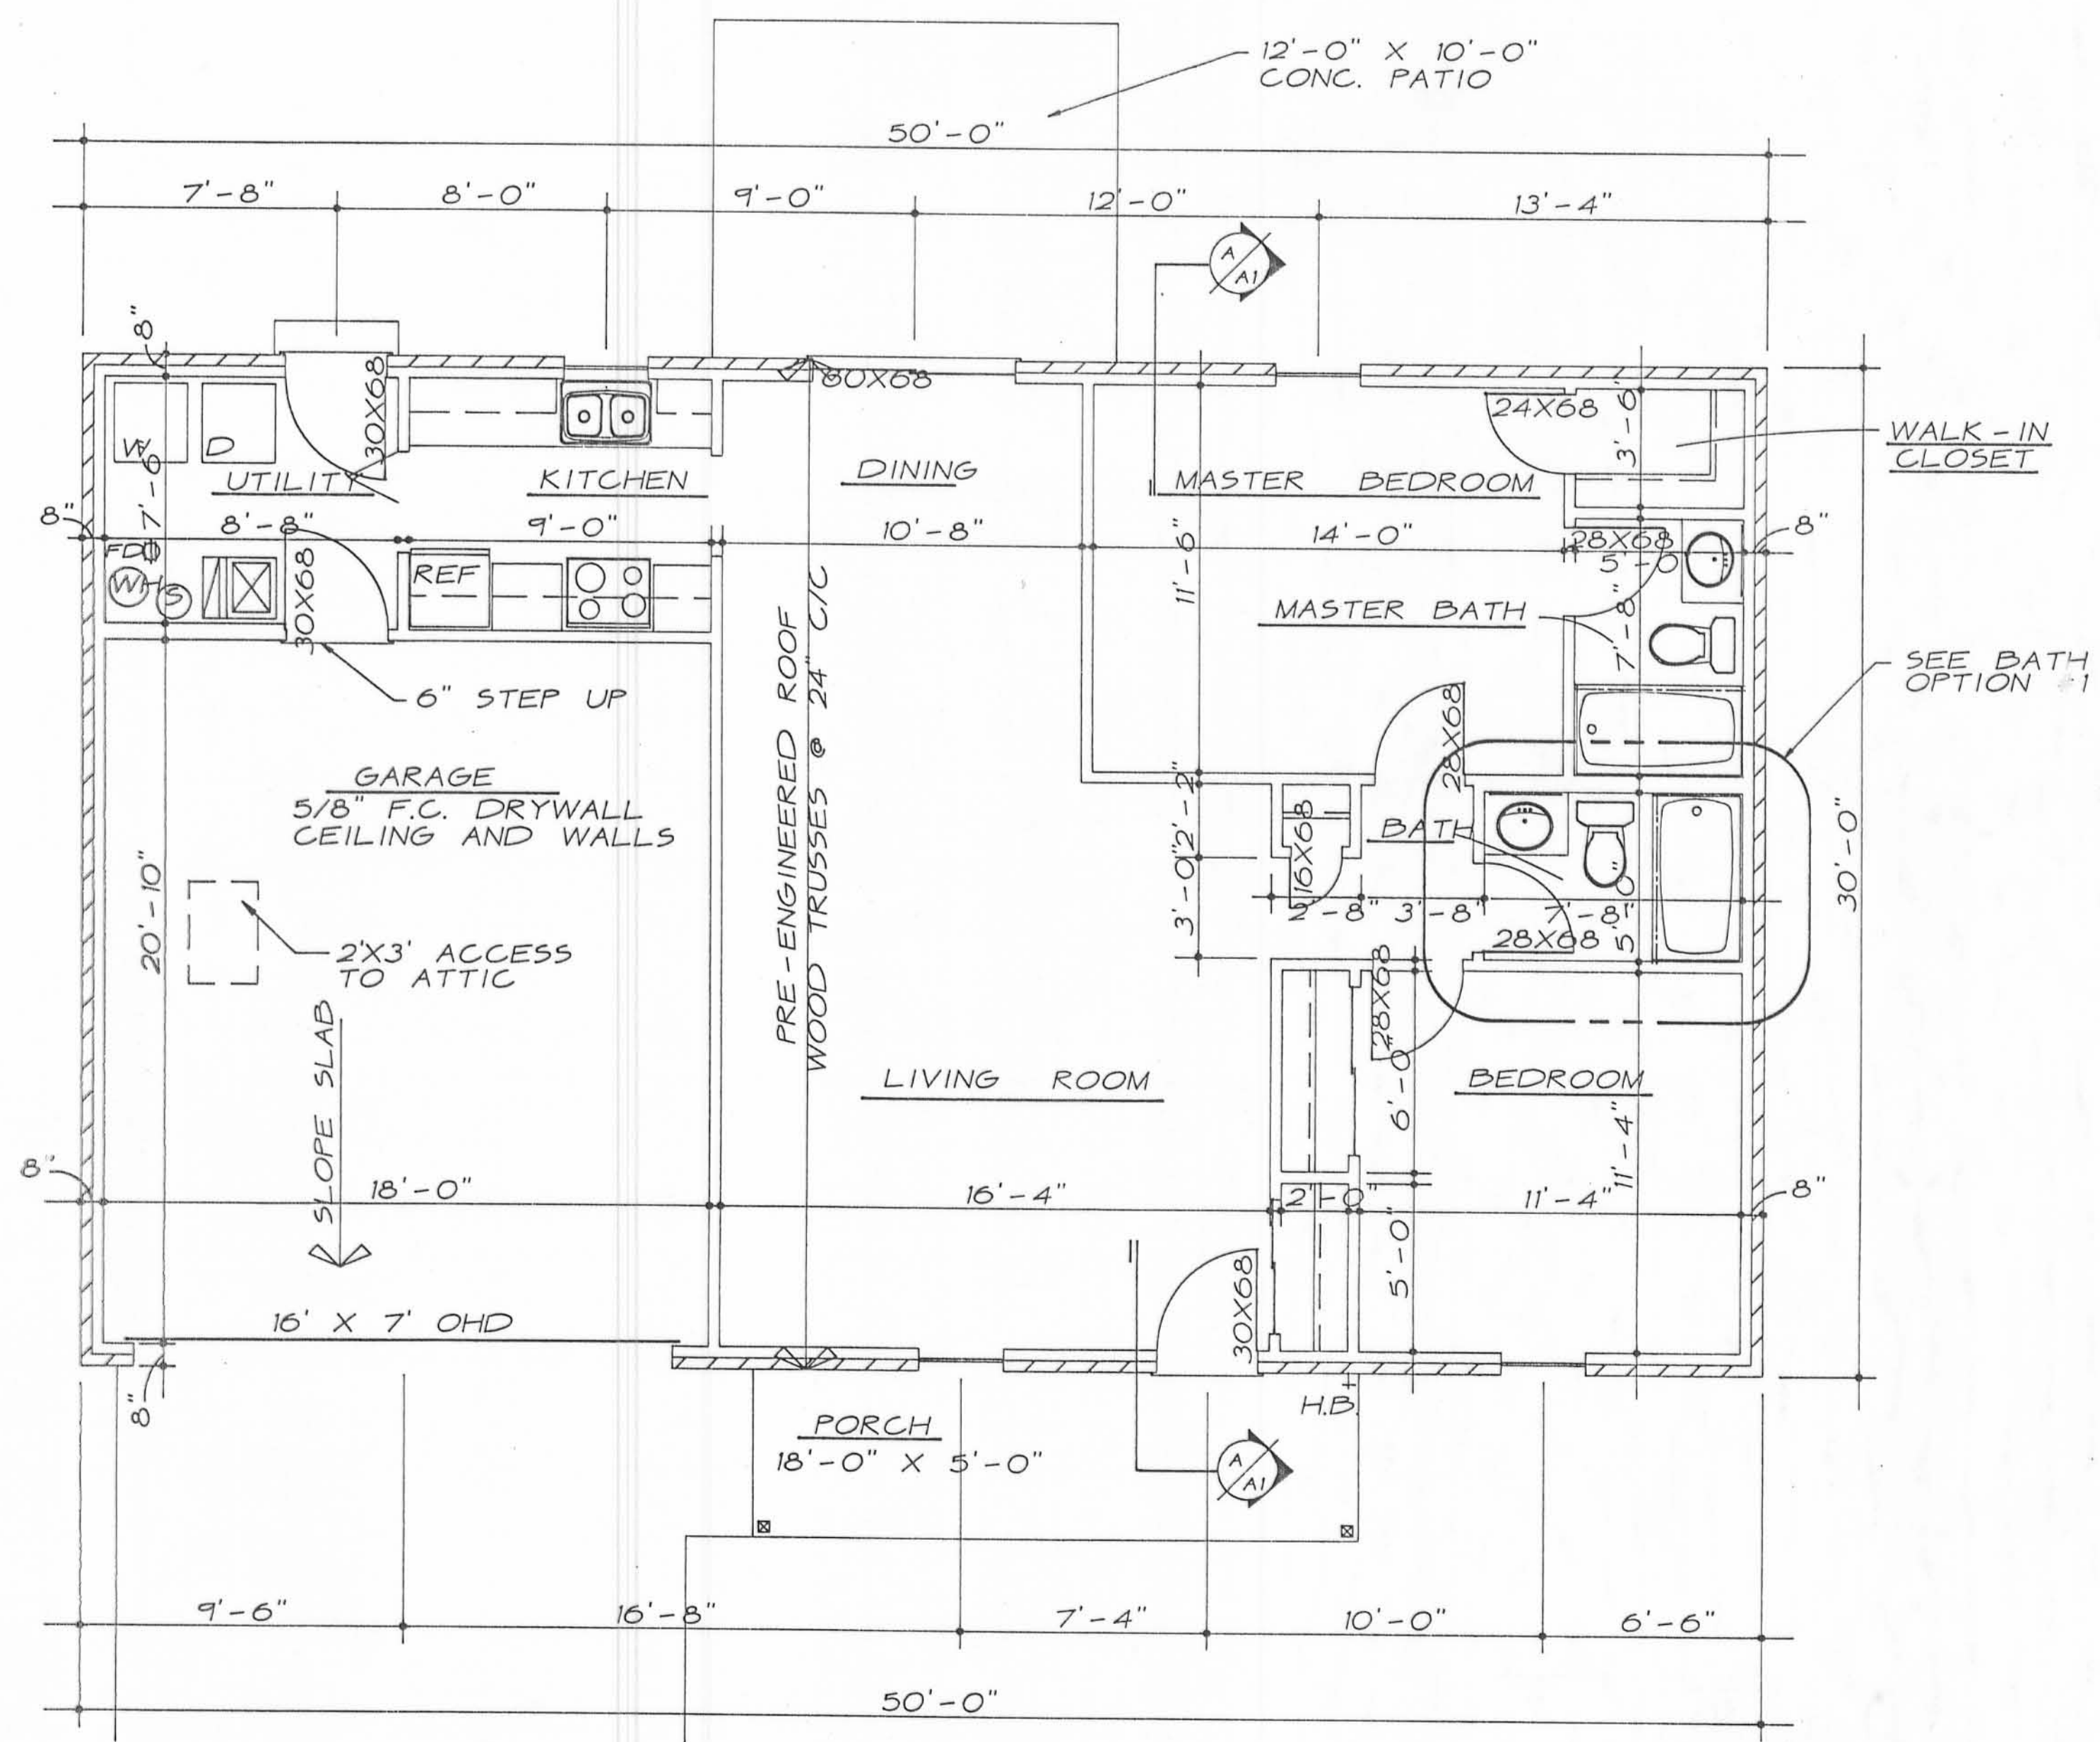 12'-0" X 10'-0"
CONC. PATIO
50'-0"
7'-8"
8'-0"
9'-0"
12'-0"
13'-4"
A
A1
8"
30X68
60X68
24X68
3'-6"
WALK-IN
CLOSET
W
D
7'-6"
UTILITY
KITCHEN
DINING
MASTER BEDROOM
8"
8'-8"
9'-0"
10'-8"
11'-6"
14'-0"
28X68
5'-0
8"
FD
WH
S
30X68
REF
MASTER BATH
7'-8"
SEE BATH
OPTION 1
6" STEP UP
PRE-ENGINEERED ROOF
WOOD TRUSSES @ 24" C/C
28X68
GARAGE
5/8" F.C. DRYWALL
CEILING AND WALLS
2'-2"
16X68
BATH
30'-0"
20'-10"
3'-0"
2'-8"
3'-8"
7'-8"
5'-0"
28X68
2'X3' ACCESS
TO ATTIC
28X68
SLOPE SLAB
LIVING ROOM
6'-0"
BEDROOM
11'-4"
8"
18'-0"
16'-4"
2'-0"
11'-4"
8"
5'-0"
16' X 7' OHD
30X68
8"
PORCH
18'-0" X 5'-0"
H.B.
A
A1
9'-6"
16'-8"
7'-4"
10'-0"
6'-6"
50'-0"